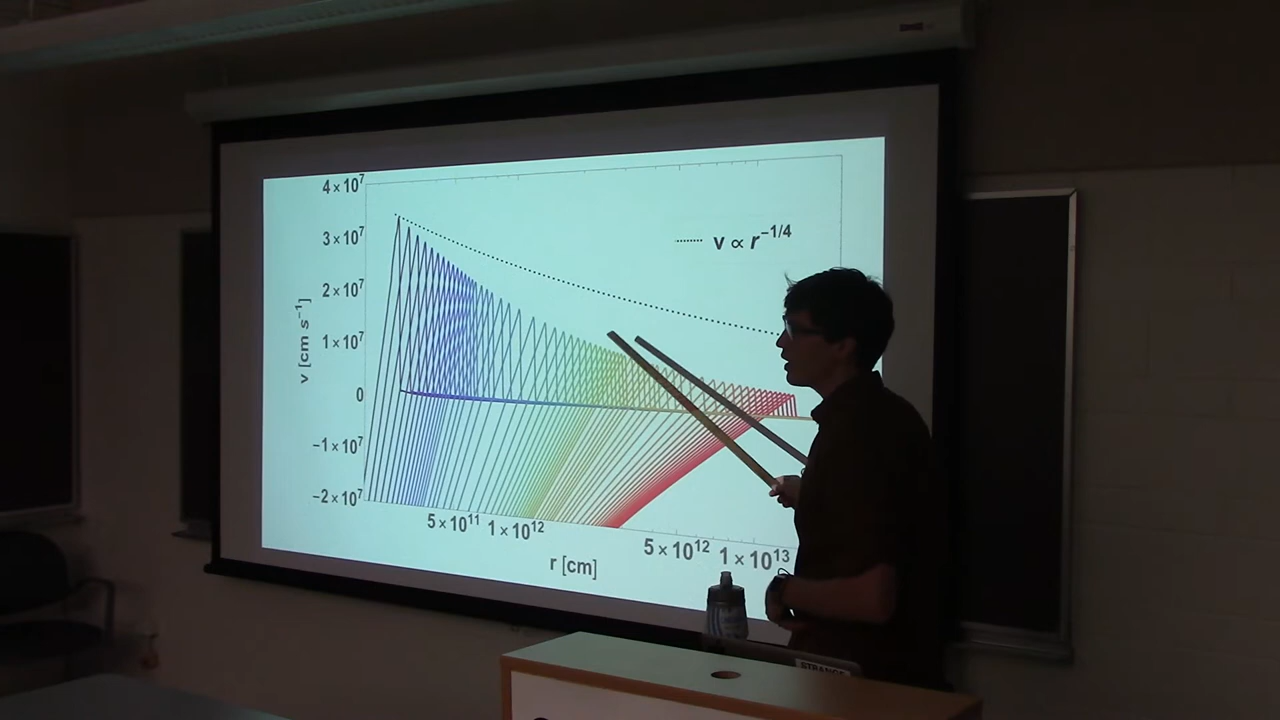 4×10⁷
3×10⁷
2×10⁷
1×10⁷
0
−1×10⁷
−2×10⁷
v [cm s⁻¹]
v ∝ r⁻¹/⁴
5×10¹¹ 1×10¹² 5×10¹² 1×10¹³
r [cm]
STRANGE